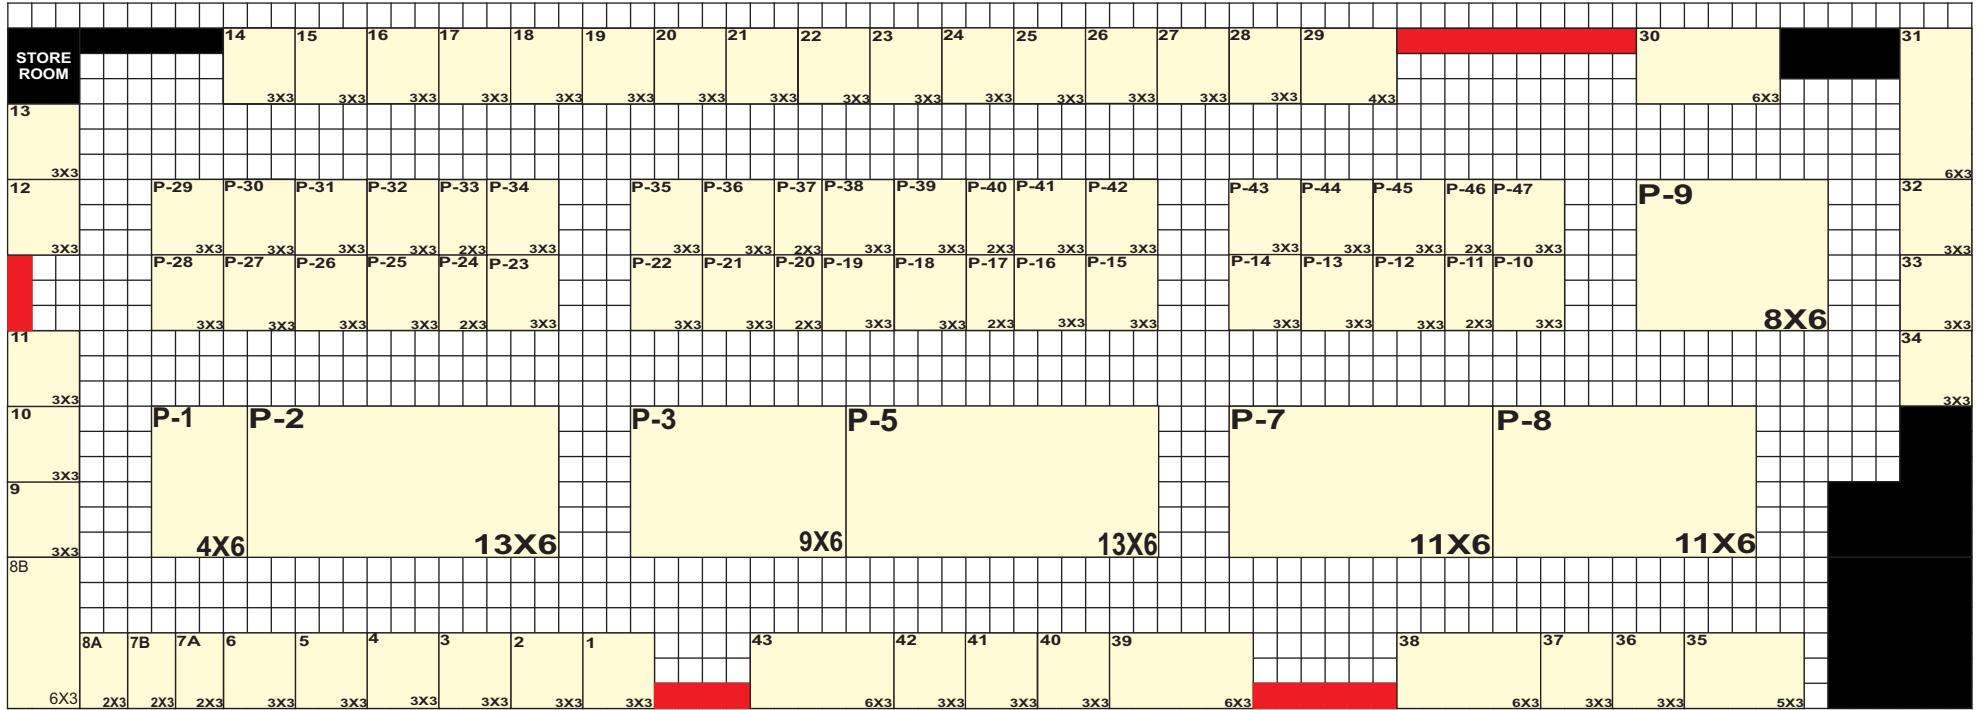 14 15 16 17 18 19 20 21 22 23 24 25 26 27 28 29 30 31
STORE
ROOM
3X3 3X3 3X3 3X3 3X3 3X3 3X3 3X3 3X3 3X3 3X3 3X3 3X3 3X3 3X3 4X3 6X3
13
3X3 6X3
12 P-29 P-30 P-31 P-32 P-33 P-34 P-35 P-36 P-37 P-38 P-39 P-40 P-41 P-42 P-43 P-44 P-45 P-46 P-47 P-9 32
3X3 3X3 3X3 3X3 3X3 2X3 3X3 3X3 3X3 2X3 3X3 3X3 2X3 3X3 3X3 3X3 3X3 3X3 2X3 3X3 3X3
P-28 P-27 P-26 P-25 P-24 P-23 P-22 P-21 P-20 P-19 P-18 P-17 P-16 P-15 P-14 P-13 P-12 P-11 P-10 33
3X3 3X3 3X3 3X3 2X3 3X3 3X3 3X3 2X3 3X3 3X3 2X3 3X3 3X3 3X3 3X3 3X3 2X3 3X3 8X6 3X3
11 34
3X3 3X3
10 P-1 P-2 P-3 P-5 P-7 P-8
3X3
9
3X3 4X6 13X6 9X6 13X6 11X6 11X6
8B
8A 7B 7A 6 5 4 3 2 1 43 42 41 40 39 38 37 36 35
6X3 2X3 2X3 2X3 3X3 3X3 3X3 3X3 3X3 3X3 6X3 3X3 3X3 3X3 6X3 6X3 3X3 3X3 5X3